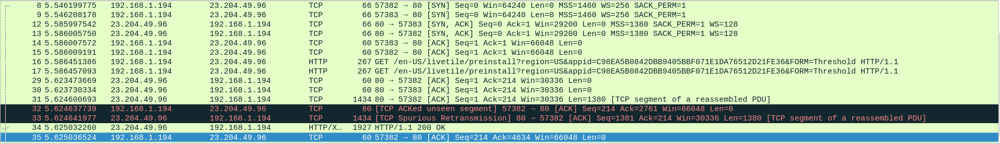 8 5.546199775 192.168.1.194 23.204.49.96 TCP 66 57382 → 80 [SYN] Seq=0 Win=64240 Len=0 MSS=1460 WS=256 SACK_PERM=1
9 5.546208178 192.168.1.194 23.204.49.96 TCP 66 57383 → 80 [SYN] Seq=0 Win=64240 Len=0 MSS=1460 WS=256 SACK_PERM=1
12 5.585997542 23.204.49.96 192.168.1.194 TCP 66 80 → 57383 [SYN, ACK] Seq=0 Ack=1 Win=29200 Len=0 MSS=1380 SACK_PERM=1 WS=128
13 5.586005750 23.204.49.96 192.168.1.194 TCP 66 80 → 57382 [SYN, ACK] Seq=0 Ack=1 Win=29200 Len=0 MSS=1380 SACK_PERM=1 WS=128
14 5.586007572 192.168.1.194 23.204.49.96 TCP 60 57383 → 80 [ACK] Seq=1 Ack=1 Win=66048 Len=0
15 5.586009191 192.168.1.194 23.204.49.96 TCP 60 57382 → 80 [ACK] Seq=1 Ack=1 Win=66048 Len=0
16 5.586451386 192.168.1.194 23.204.49.96 HTTP 267 GET /en-US/livetile/preinstall?region=US&appid=C98EA5B0842DBB9405BBF071E1DA76512D21FE36&FORM=Threshold HTTP/1.1
17 5.586457093 192.168.1.194 23.204.49.96 HTTP 267 GET /en-US/livetile/preinstall?region=US&appid=C98EA5B0842DBB9405BBF071E1DA76512D21FE36&FORM=Threshold HTTP/1.1
29 5.623473669 23.204.49.96 192.168.1.194 TCP 60 80 → 57382 [ACK] Seq=1 Ack=214 Win=30336 Len=0
30 5.623730334 23.204.49.96 192.168.1.194 TCP 60 80 → 57383 [ACK] Seq=1 Ack=214 Win=30336 Len=0
31 5.624600693 23.204.49.96 192.168.1.194 TCP 1434 80 → 57382 [ACK] Seq=1 Ack=214 Win=30336 Len=1380 [TCP segment of a reassembled PDU]
32 5.624637739 192.168.1.194 23.204.49.96 TCP 60 [TCP ACKed unseen segment] 57382 → 80 [ACK] Seq=214 Ack=2761 Win=66048 Len=0
33 5.624641977 23.204.49.96 192.168.1.194 TCP 1434 [TCP Spurious Retransmission] 80 → 57382 [ACK] Seq=1381 Ack=214 Win=30336 Len=1380 [TCP segment of a reassembled PDU]
34 5.625032260 23.204.49.96 192.168.1.194 HTTP/X… 1927 HTTP/1.1 200 OK
35 5.625036524 192.168.1.194 23.204.49.96 TCP 60 57382 → 80 [ACK] Seq=214 Ack=4634 Win=66048 Len=0